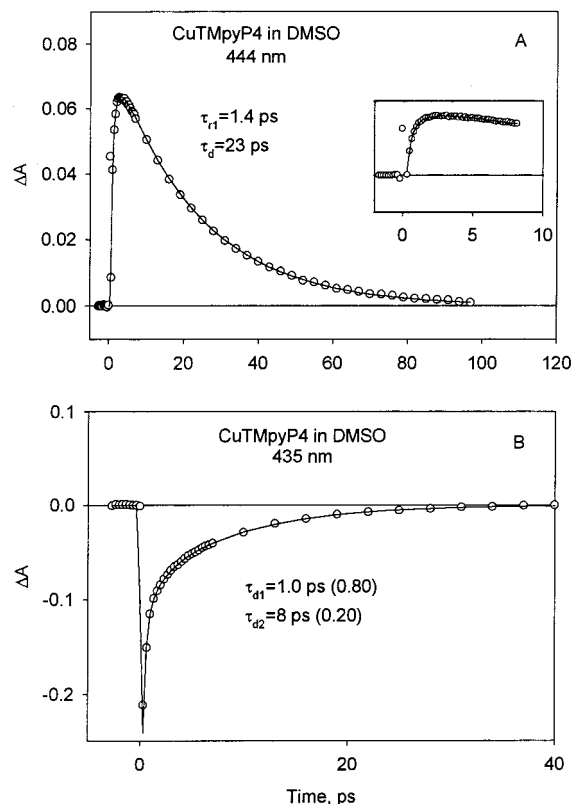 CuTMpyP4 in DMSO
444 nm
A
0.08
0.06
0.04
0.02
0.00
ΔA
τr1=1.4 ps
τd=23 ps
0 5 10
0 20 40 60 80 100 120
CuTMpyP4 in DMSO
435 nm
B
0.1
0.0
-0.1
-0.2
ΔA
τd1=1.0 ps (0.80)
τd2=8 ps (0.20)
0 20 40
Time, ps